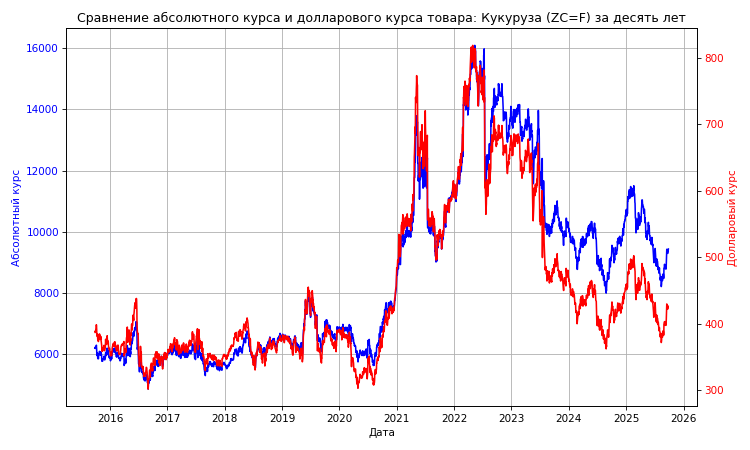 Сравнение абсолютного курса и долларового курса товара: Кукуруза (ZC=F) за десять лет
16000
14000
12000
10000
8000
6000
Абсолютный курс
800
700
600
500
400
300
Долларовый курс
2016 2017 2018 2019 2020 2021 2022 2023 2024 2025 2026
Дата